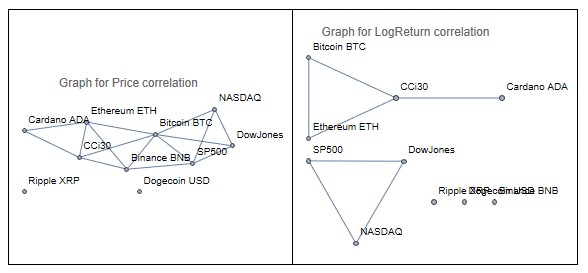 Graph for Price correlation
NASDAQ
Ethereum ETH
Cardano ADA
Bitcoin BTC
DowJones
CCi30
SP500
Binance BNB
Ripple XRP
Dogecoin USD
Graph for LogReturn correlation
Bitcoin BTC
CCi30
Cardano ADA
Ethereum ETH
SP500
DowJones
Ripple XRP
Dogecoin USD
Binance BNB
NASDAQ